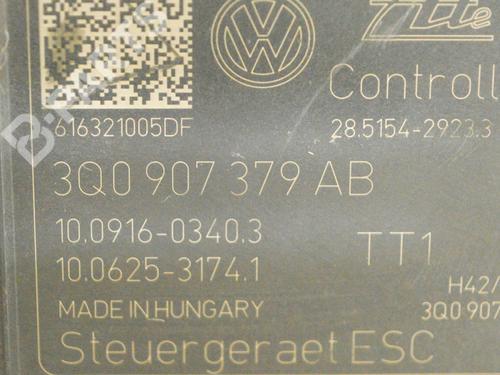 Ate
Controll
616321005DF
28.5154-2923.3
3Q0 907 379 AB
10.0916-0340.3
TT1
10.0625-3174.1
H42/
MADE IN HUNGARY
3Q0 907
Steuergeraet ESC